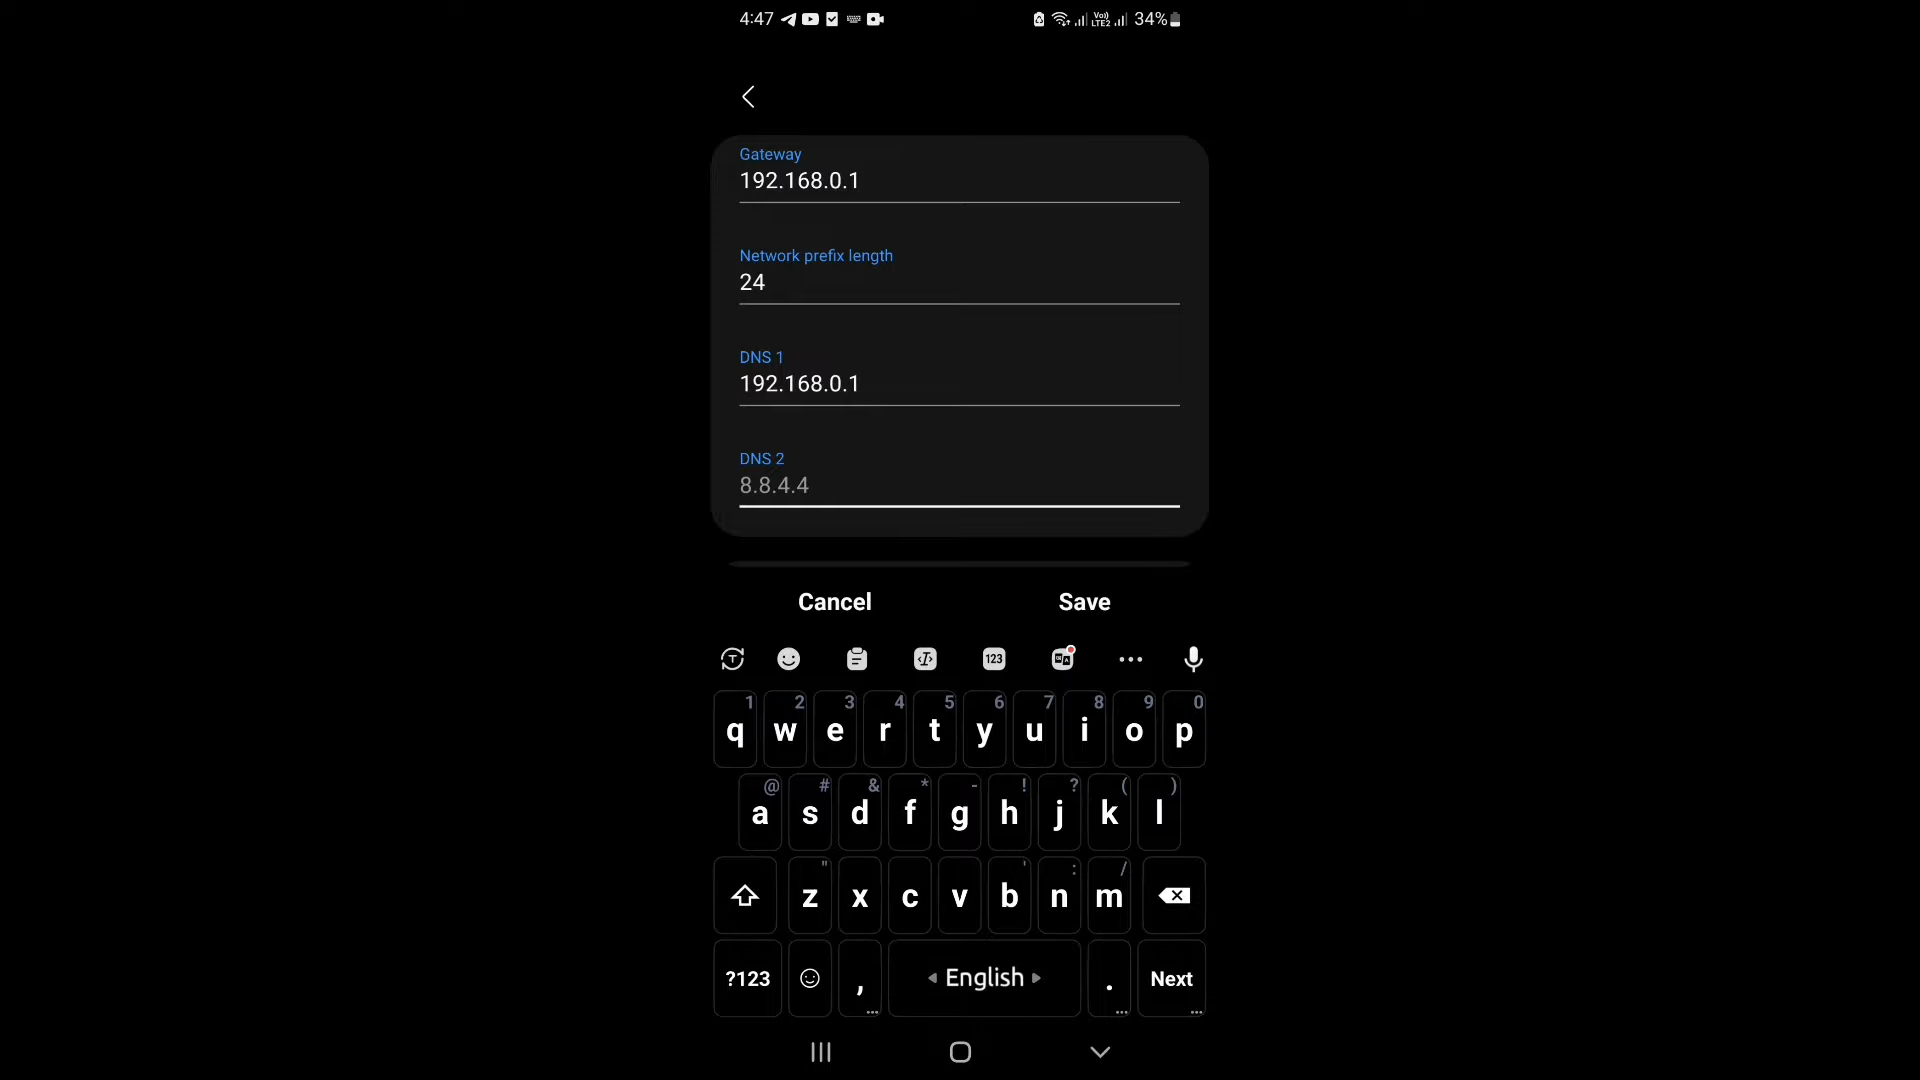 4:47 Vo)) LTE2 34%
Gateway
192.168.0.1
Network prefix length
24
DNS 1
192.168.0.1
DNS 2
8.8.4.4
Cancel Save
T T 123
1 2 3 4 5 6 7 8 9 0
q w e r t y u i o p
@ # & * - ! ? ( )
a s d f g h j k l
" ' : /
z x c v b n m
?123 , English . Next